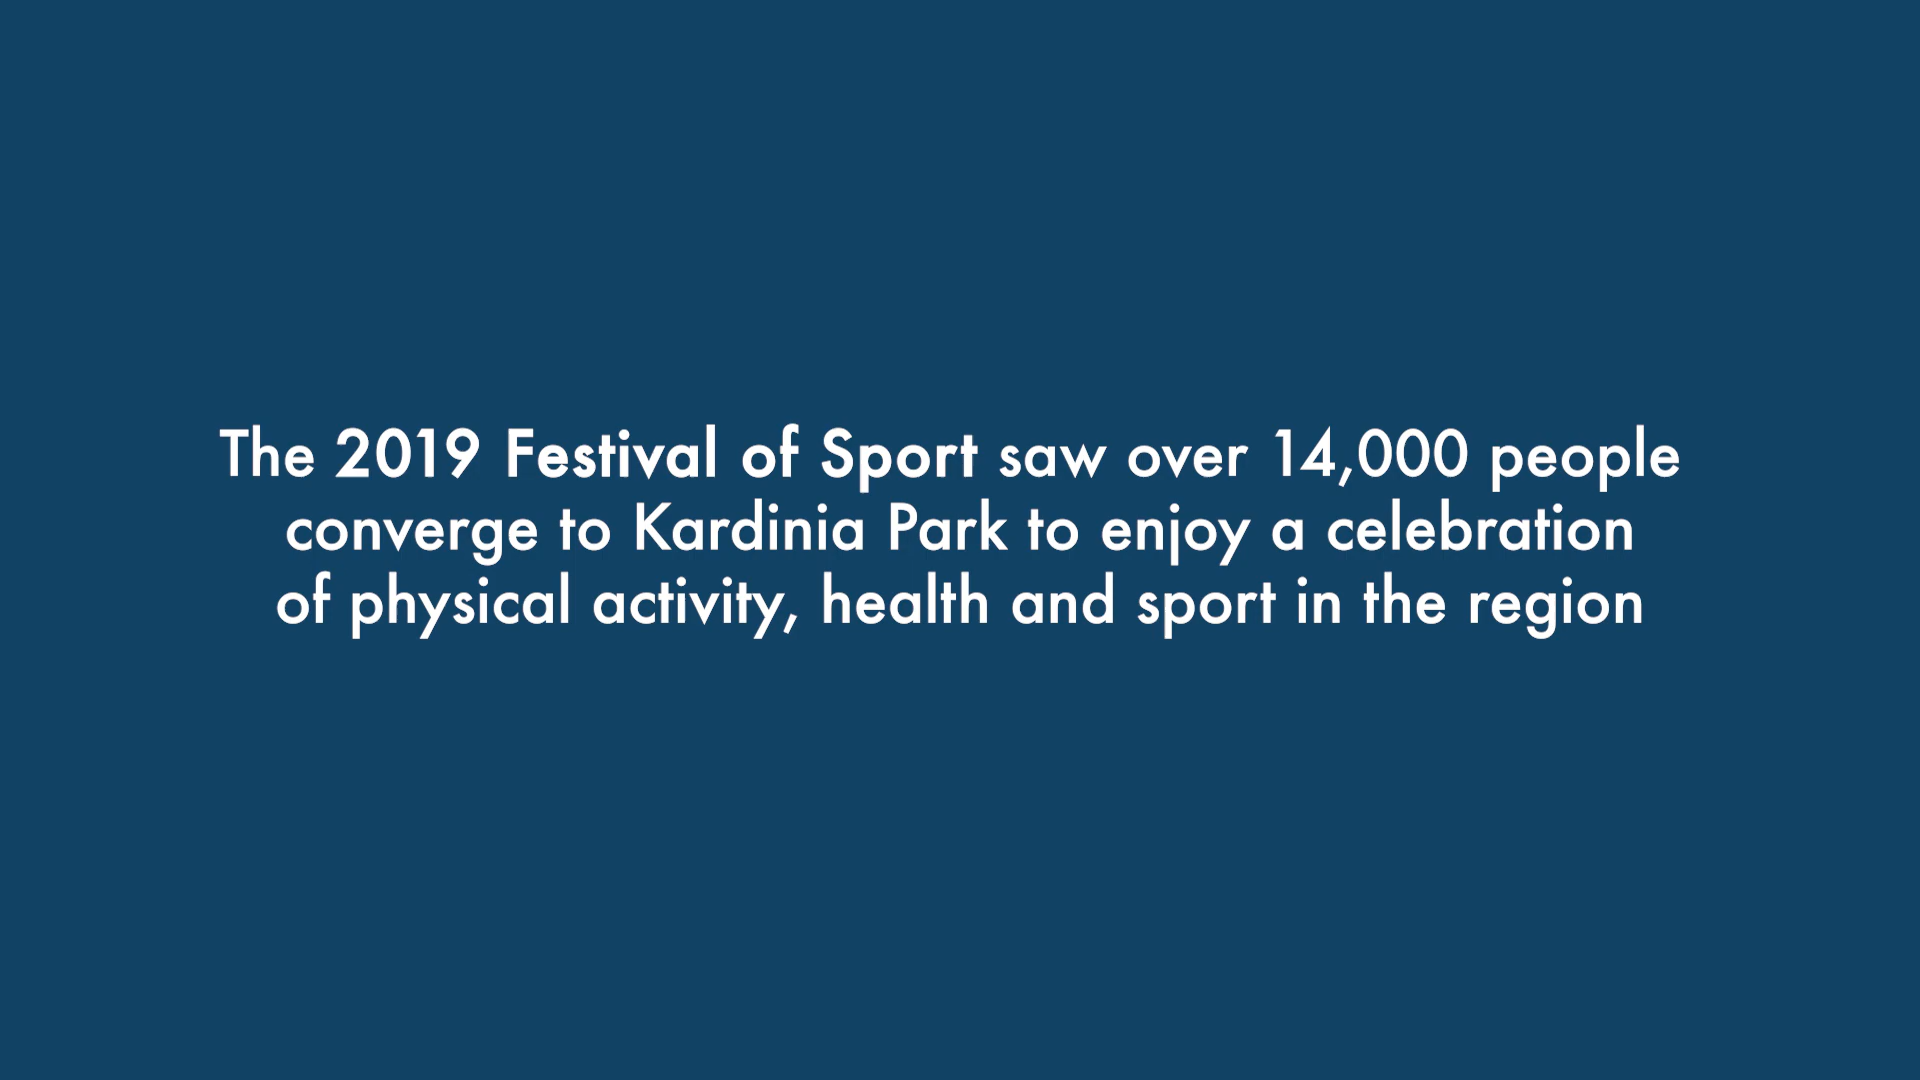 The 2019 Festival of Sport saw over 14,000 people
converge to Kardinia Park to enjoy a celebration
of physical activity, health and sport in the region